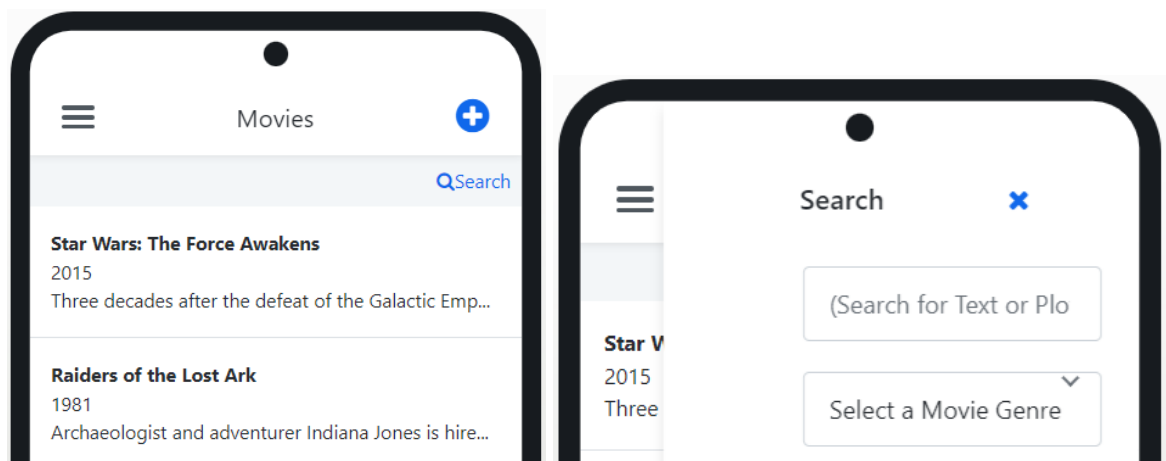 Movies
Search
Star Wars: The Force Awakens
2015
Three decades after the defeat of the Galactic Emp...
Raiders of the Lost Ark
1981
Archaeologist and adventurer Indiana Jones is hire...
Search
(Search for Text or Plo
Select a Movie Genre
Star W
2015
Three